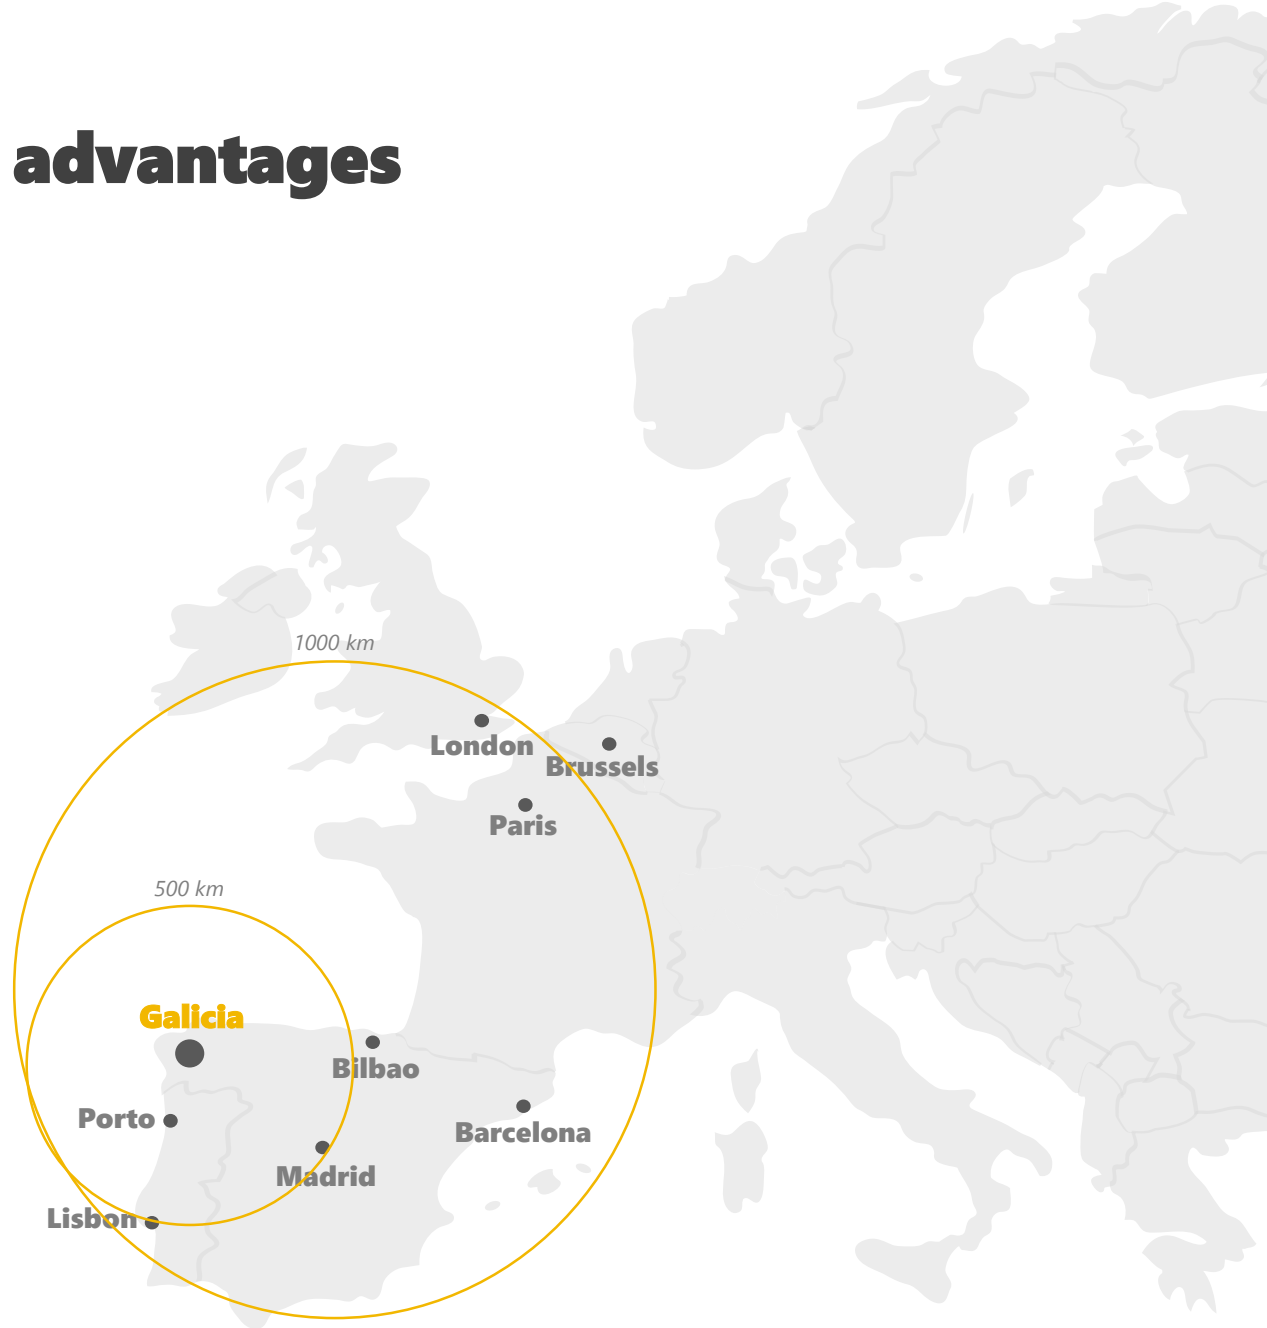 advantages
1000 km
London
Brussels
Paris
500 km
Galicia
Bilbao
Porto
Barcelona
Madrid
Lisbon